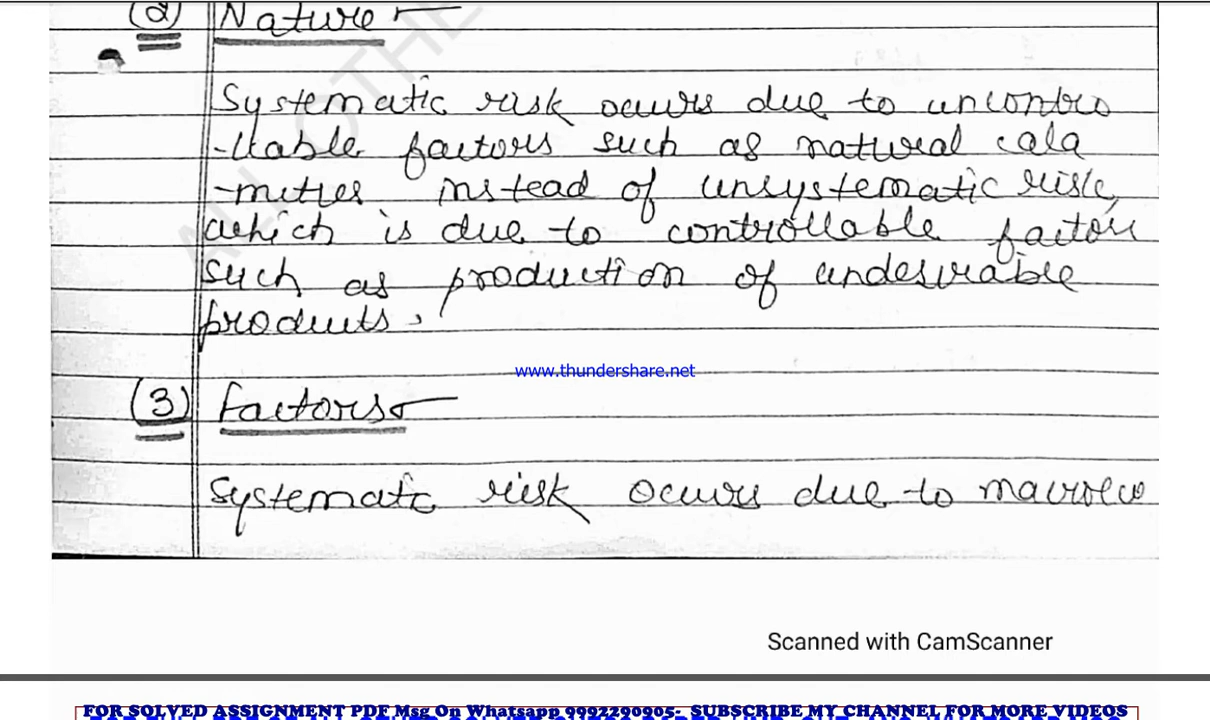 (2) Nature
Systematic risk occurs due to uncontro
-llable factors such as natural cala
-mities instead of unsystematic risk,
which is due to controllable factors
such as production of undesirable
products.
www.thundershare.net
(3) Factors
Systematic risk occurs due to macroeco
Scanned with CamScanner
FOR SOLVED ASSIGNMENT PDF Msg On Whatsapp 9992290905- SUBSCRIBE MY CHANNEL FOR MORE VIDEOS